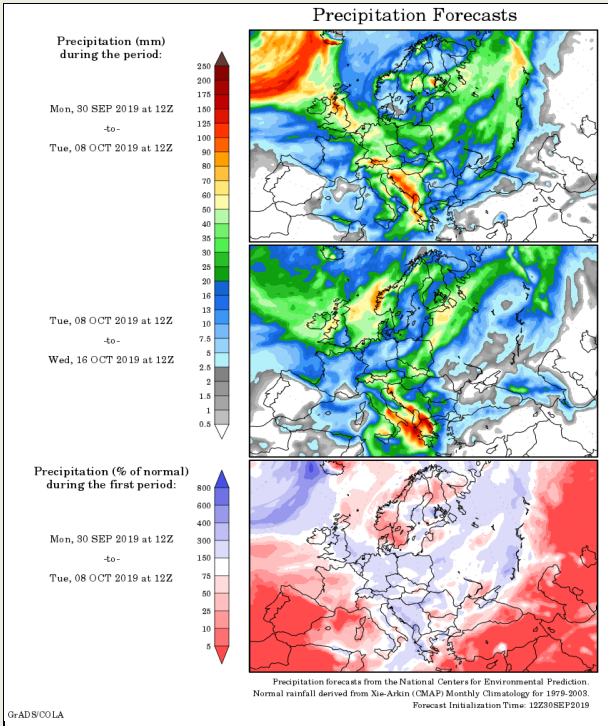 Precipitation Forecasts
Precipitation (mm)
during the period:
Mon, 30 SEP 2019 at 12Z
-to-
Tue, 08 OCT 2019 at 12Z
250
200
175
150
125
100
90
80
70
60
50
40
35
30
25
20
16
13
10
7.5
5
2.5
2
1.5
1
0.5
Tue, 08 OCT 2019 at 12Z
-to-
Wed, 16 OCT 2019 at 12Z
Precipitation (% of normal)
during the first period:
Mon, 30 SEP 2019 at 12Z
-to-
Tue, 08 OCT 2019 at 12Z
800
600
400
300
150
75
50
25
10
5
Precipitation forecasts from the National Centers for Environmental Prediction.
Normal rainfall derived from Xie-Arkin (CMAP) Monthly Climatology for 1979-2003.
Forecast Initialization Time: 12Z30SEP2019
GrADS/COLA